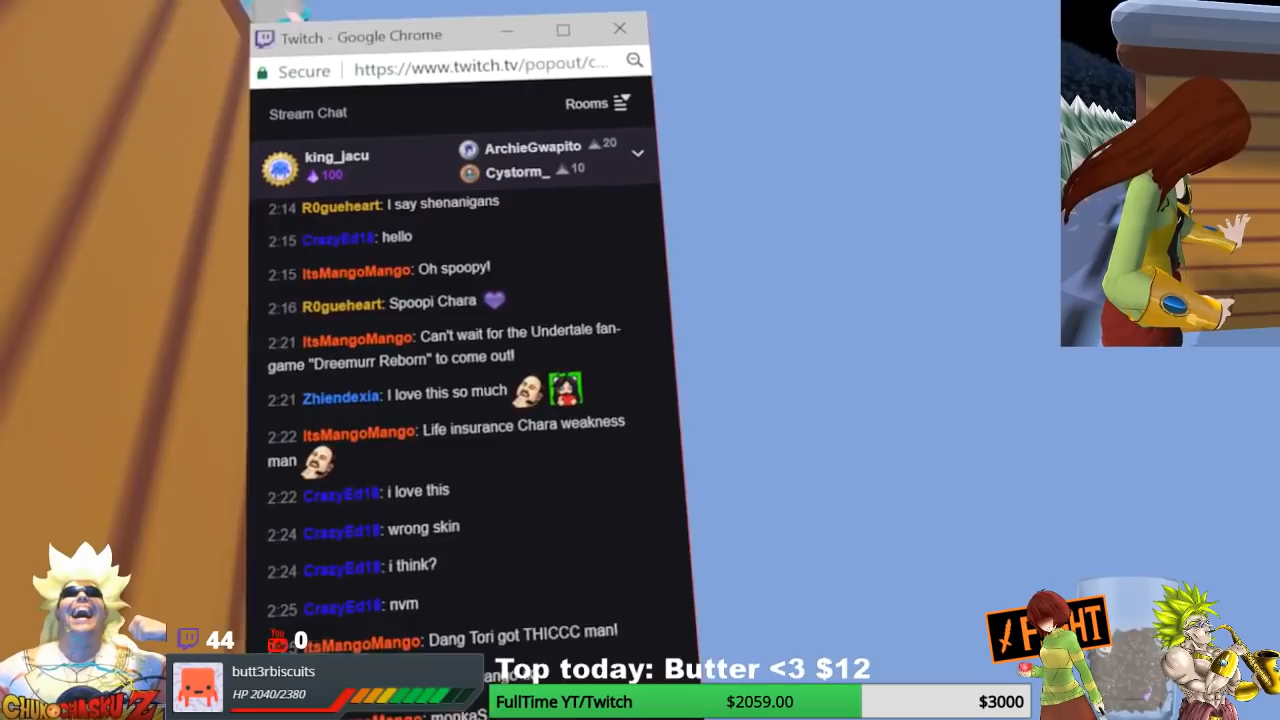 Twitch - Google Chrome
Secure | https://www.twitch.tv/popout/c...
Stream Chat
Rooms
king_jacu
100
ArchieGwapito 20
Cystorm_ 10
2:14 R0gueheart: I say shenanigans
2:15 CrazyEd18: hello
2:15 ItsMangoMango: Oh spoopy!
2:16 R0gueheart: Spoopi Chara
2:21 ItsMangoMango: Can't wait for the Undertale fan-
game "Dreemurr Reborn" to come out!
2:21 Zhiendexia: I love this so much
2:22 ItsMangoMango: Life insurance Chara weakness
man
2:22 CrazyEd18: i love this
2:24 CrazyEd18: wrong skin
2:24 CrazyEd18: i think?
2:25 CrazyEd18: nvm
ItsMangoMango: Dang Tori got THICCC man!
44
You Tube 0
butt3rbiscuits
HP 2040/2380
Top today: Butter <3 $12
FullTime YT/Twitch $2059.00 $3000
FIGHT